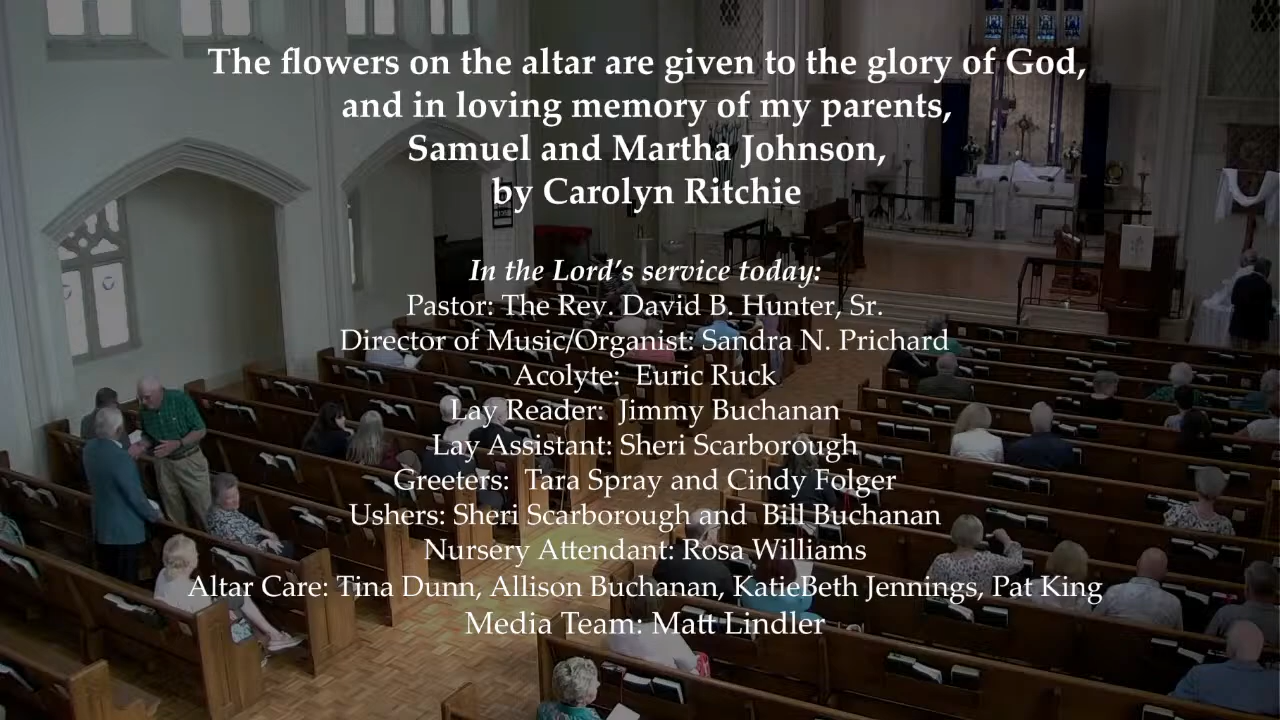 The flowers on the altar are given to the glory of God,
and in loving memory of my parents,
Samuel and Martha Johnson,
by Carolyn Ritchie
In the Lord's service today:
Pastor: The Rev. David B. Hunter, Sr.
Director of Music/Organist: Sandra N. Prichard
Acolyte:  Euric Ruck
Lay Reader:  Jimmy Buchanan
Lay Assistant: Sheri Scarborough
Greeters:  Tara Spray and Cindy Folger
Ushers: Sheri Scarborough and  Bill Buchanan
Nursery Attendant: Rosa Williams
Altar Care: Tina Dunn, Allison Buchanan, KatieBeth Jennings, Pat King
Media Team: Matt Lindler